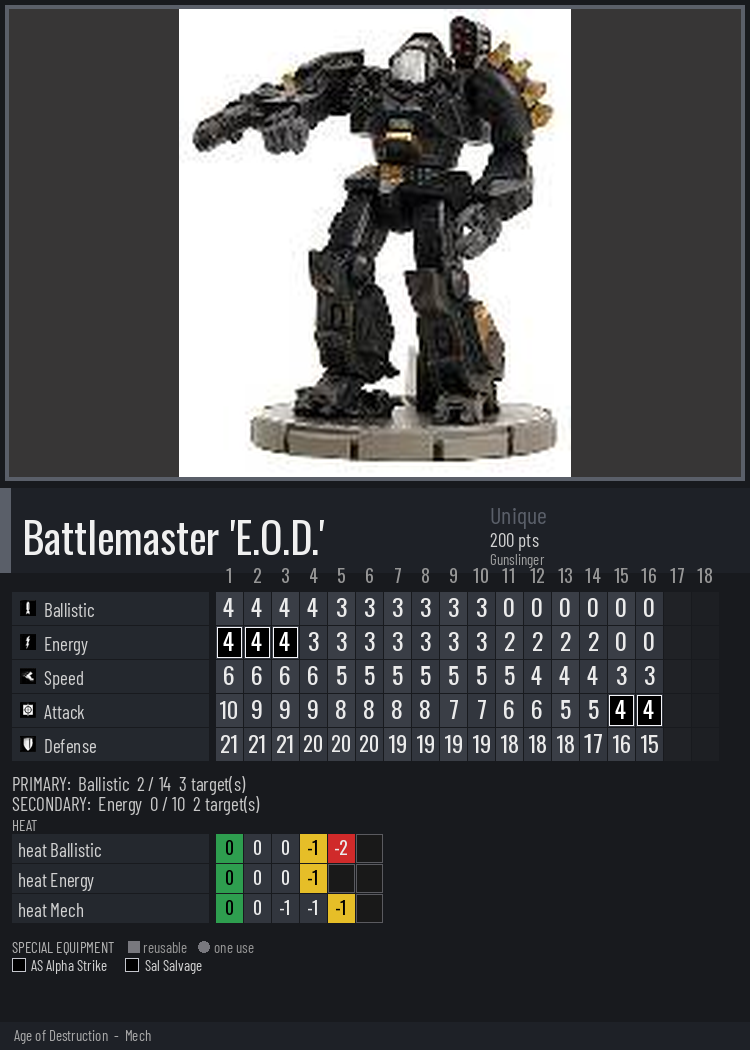 Battlemaster 'E.O.D.'
Unique
200 pts
Gunslinger
1 2 3 4 5 6 7 8 9 10 11 12 13 14 15 16 17 18
Ballistic 4 4 4 4 3 3 3 3 3 3 0 0 0 0 0 0
Energy 4 4 4 3 3 3 3 3 3 3 2 2 2 2 0 0
Speed 6 6 6 6 5 5 5 5 5 5 5 4 4 4 3 3
Attack 10 9 9 9 8 8 8 8 7 7 6 6 5 5 4 4
Defense 21 21 21 20 20 20 19 19 19 19 18 18 18 17 16 15
PRIMARY: Ballistic 2 / 14 3 target(s)
SECONDARY: Energy 0 / 10 2 target(s)
HEAT
heat Ballistic 0 0 0 -1 -2
heat Energy 0 0 0 -1
heat Mech 0 0 -1 -1 -1
SPECIAL EQUIPMENT reusable one use
AS Alpha Strike Sal Salvage
Age of Destruction - Mech